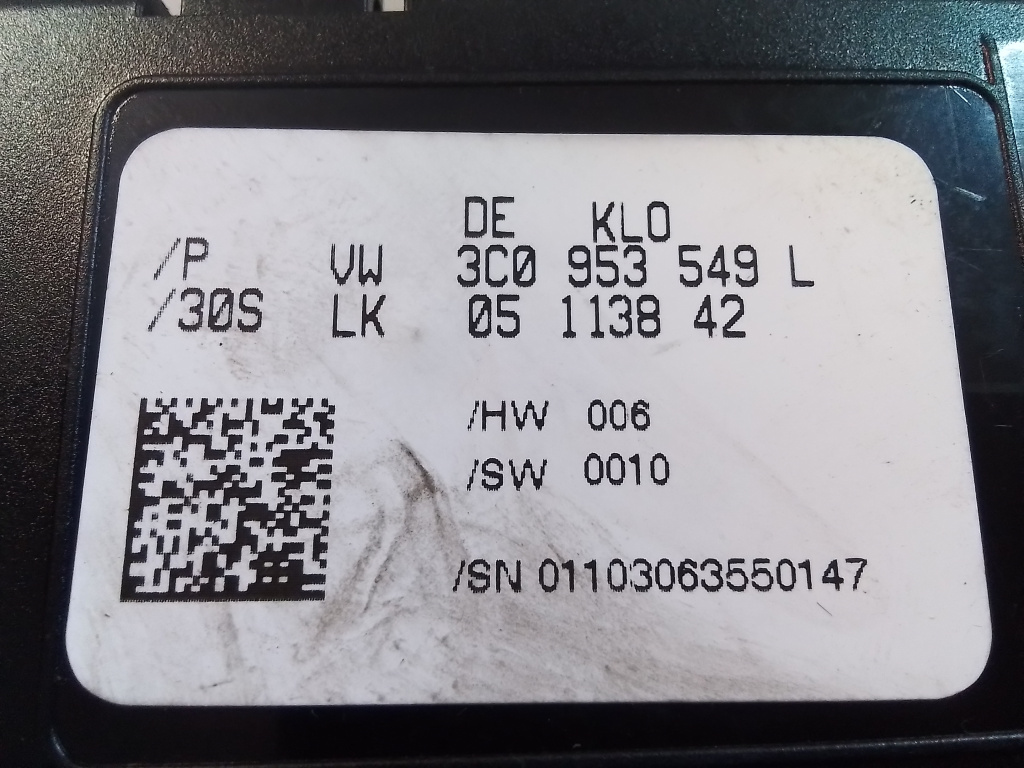 DE KLO
/P VW 3C0 953 549 L
/30S LK 05 1138 42
/HW 006
/SW 0010
/SN 01103063550147